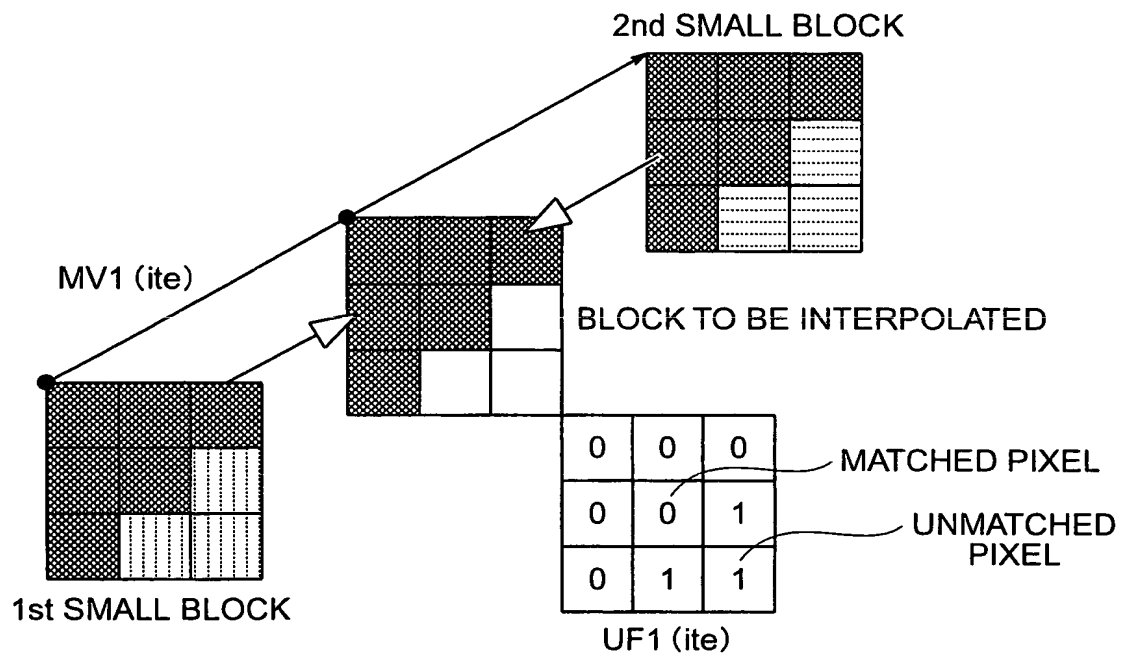 2nd SMALL BLOCK
MV1 (ite)
BLOCK TO BE INTERPOLATED
0 0 0
MATCHED PIXEL
0 0 1
UNMATCHED
PIXEL
0 1 1
1st SMALL BLOCK
UF1 (ite)